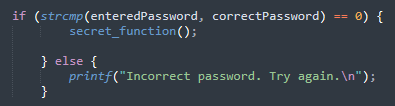 if (strcmp(enteredPassword, correctPassword) == 0) {
secret_function();
} else {
printf("Incorrect password. Try again.\n");
}